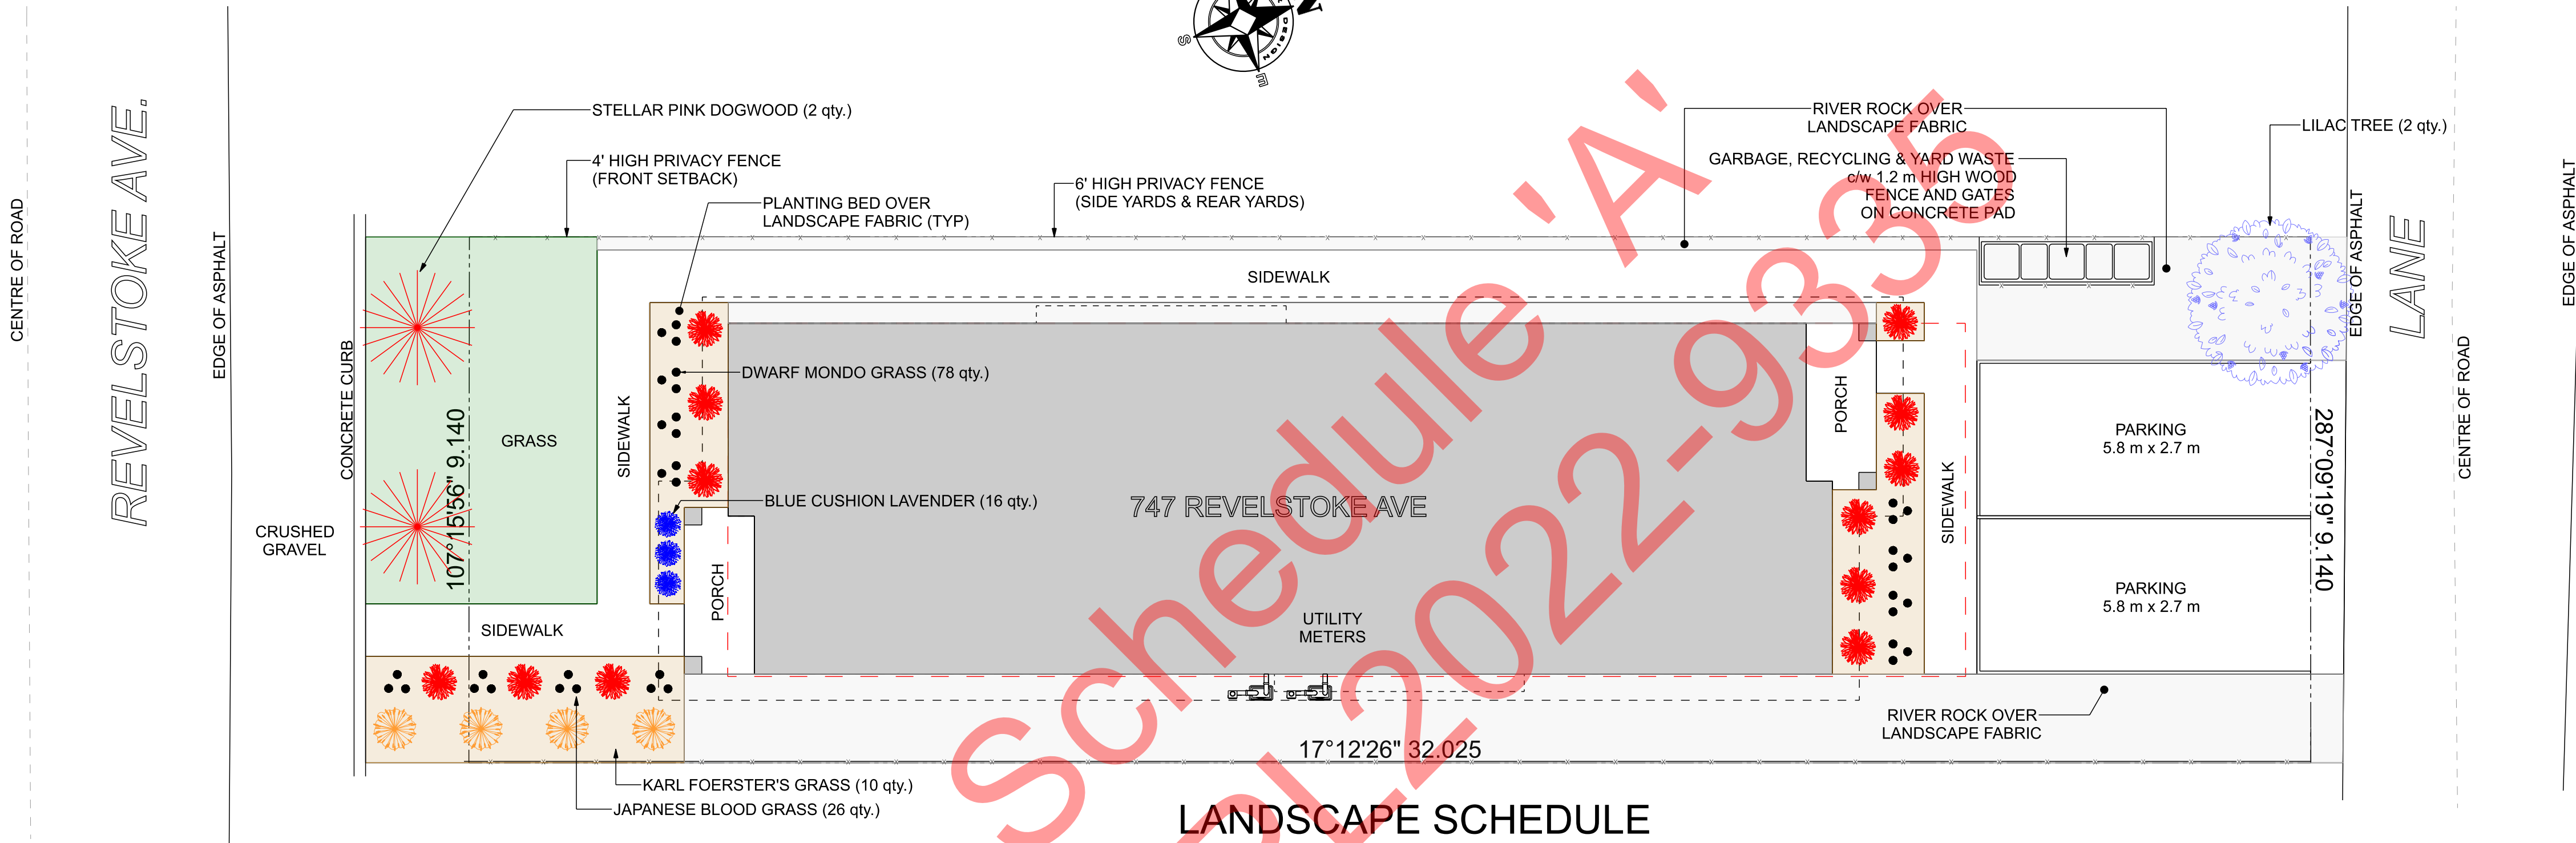 S
E
N
DESIGN
STELLAR PINK DOGWOOD (2 qty.)
4' HIGH PRIVACY FENCE
(FRONT SETBACK)
PLANTING BED OVER
LANDSCAPE FABRIC (TYP)
6' HIGH PRIVACY FENCE
(SIDE YARDS & REAR YARDS)
RIVER ROCK OVER
LANDSCAPE FABRIC
GARBAGE, RECYCLING & YARD WASTE
c/w 1.2 m HIGH WOOD
FENCE AND GATES
ON CONCRETE PAD
LILAC TREE (2 qty.)
CENTRE OF ROAD
REVELSTOKE AVE.
EDGE OF ASPHALT
CONCRETE CURB
CRUSHED
GRAVEL
107°15'56" 9.140
GRASS
SIDEWALK
SIDEWALK
SIDEWALK
DWARF MONDO GRASS (78 qty.)
BLUE CUSHION LAVENDER (16 qty.)
PORCH
747 REVELSTOKE AVE
UTILITY
METERS
PORCH
SIDEWALK
PARKING
5.8 m x 2.7 m
PARKING
5.8 m x 2.7 m
287°09'19" 9.140
EDGE OF ASPHALT
LANE
CENTRE OF ROAD
EDGE OF ASPHALT
RIVER ROCK OVER
LANDSCAPE FABRIC
17°12'26" 32.025
KARL FOERSTER'S GRASS (10 qty.)
JAPANESE BLOOD GRASS (26 qty.)
LANDSCAPE SCHEDULE
Schedule 'A'
PL2022-9335